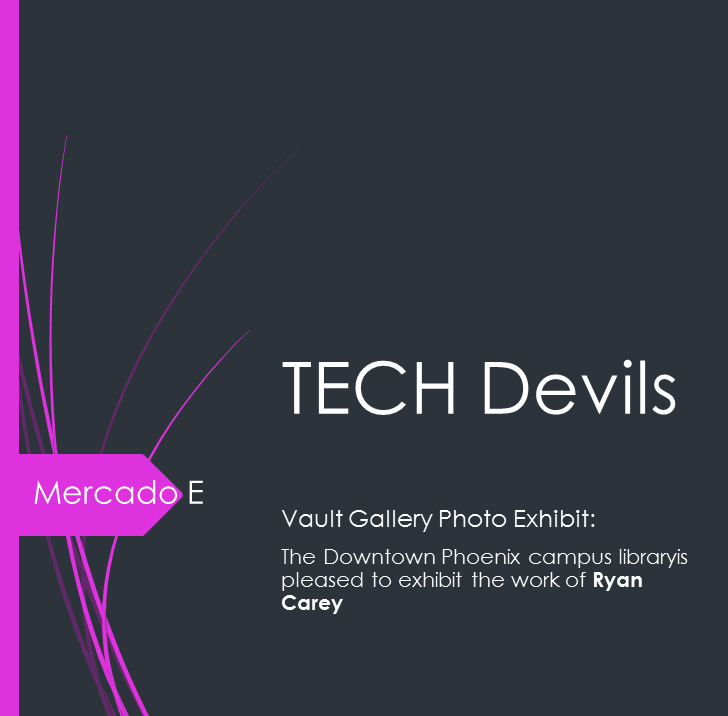 TECH Devils
Mercado E
Vault Gallery Photo Exhibit:
The Downtown Phoenix campus libraryis
pleased to exhibit the work of Ryan
Carey